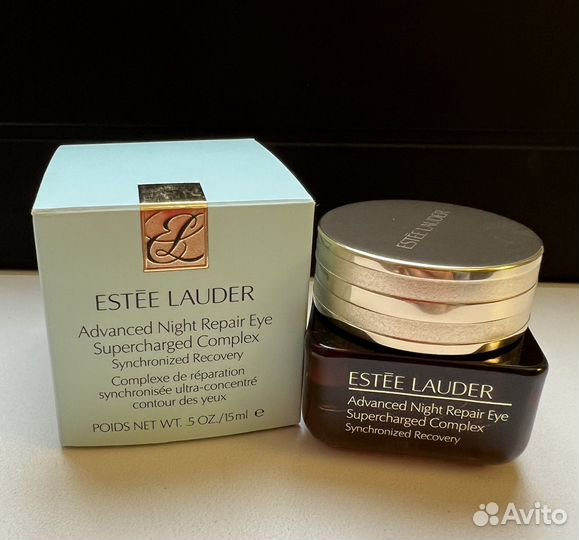 EL
ESTĒE LAUDER
Advanced Night Repair Eye
Supercharged Complex
Synchronized Recovery
Complexe de réparation
synchronisée ultra-concentré
contour des yeux
POIDS NET WT. .5 OZ./15ml e
ESTĒE LAUDER
ESTĒE LAUDER
Advanced Night Repair Eye
Supercharged Complex
Synchronized Recovery
Avito